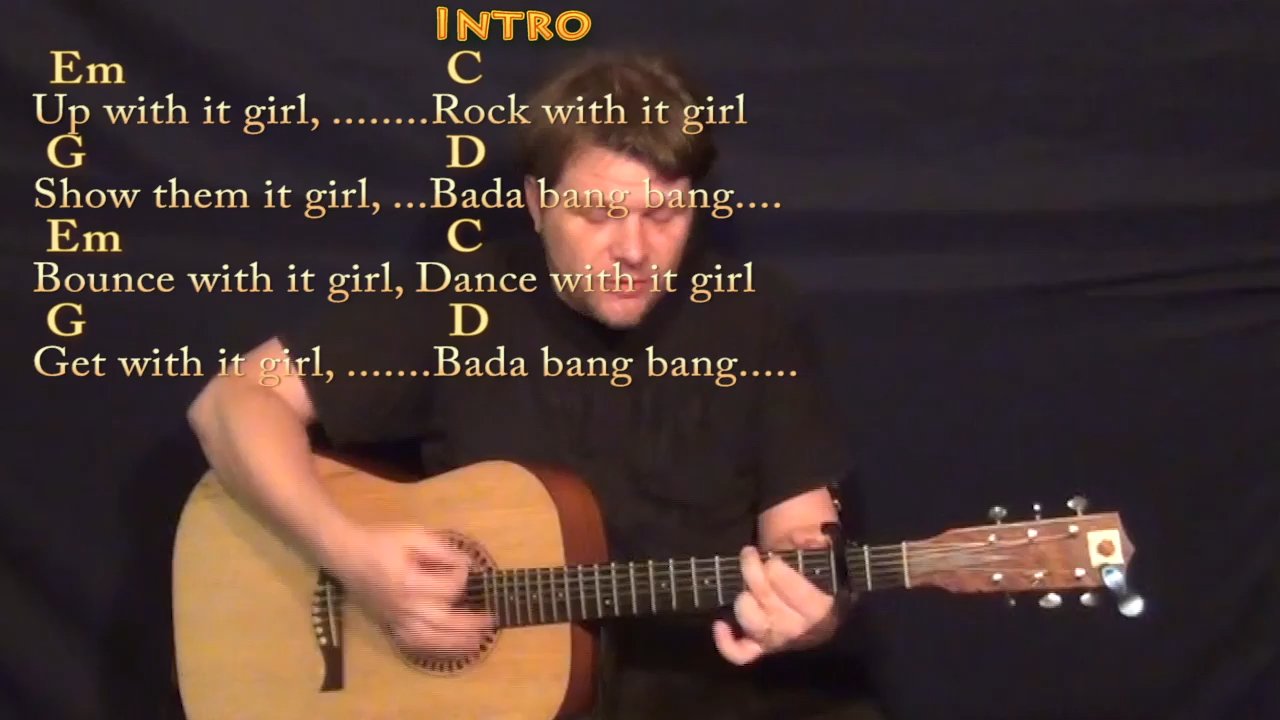 INTRO
Em C
Up with it girl, ........Rock with it girl
G D
Show them it girl, ...Bada bang bang....
Em C
Bounce with it girl, Dance with it girl
G D
Get with it girl, .......Bada bang bang.....